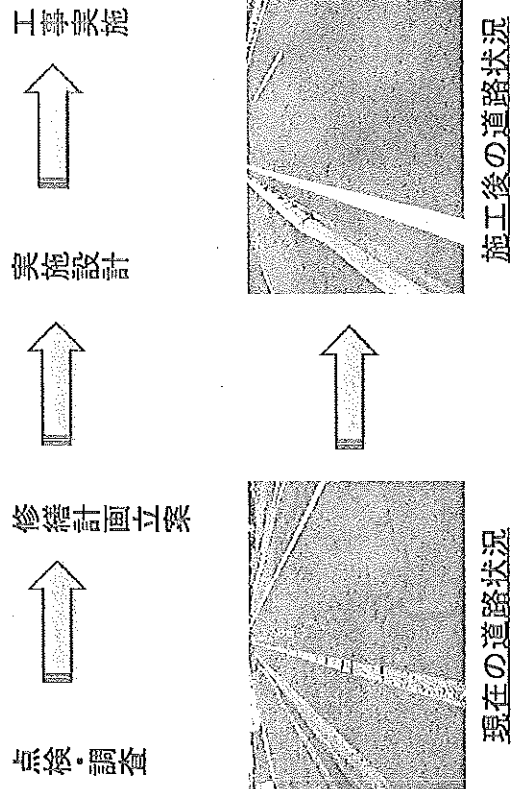 点検・調査
修繕計画立案
実施設計
工事実施
現在の道路状況
施工後の道路状況